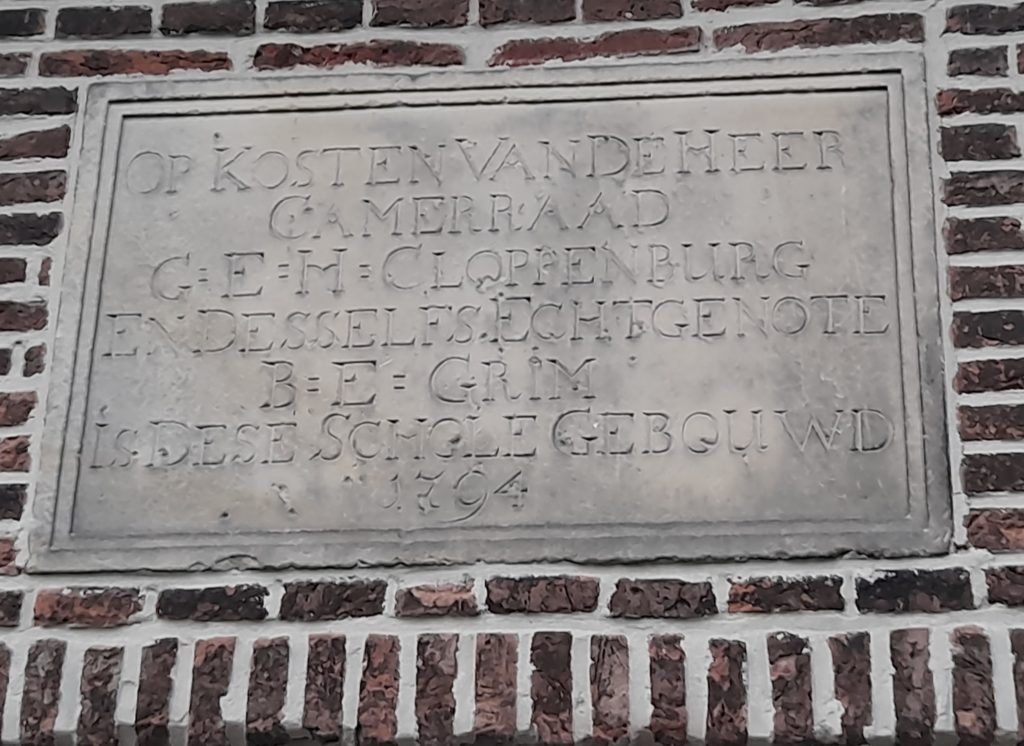 OP KOSTEN VAN DE HEER
CAMERRAAD
G=E=H=CLOPPENBURG
EN DESSELFS ECHTGENOTE
B=E=GRIM
IS DESE SCHOLE GEBOUWD
1794